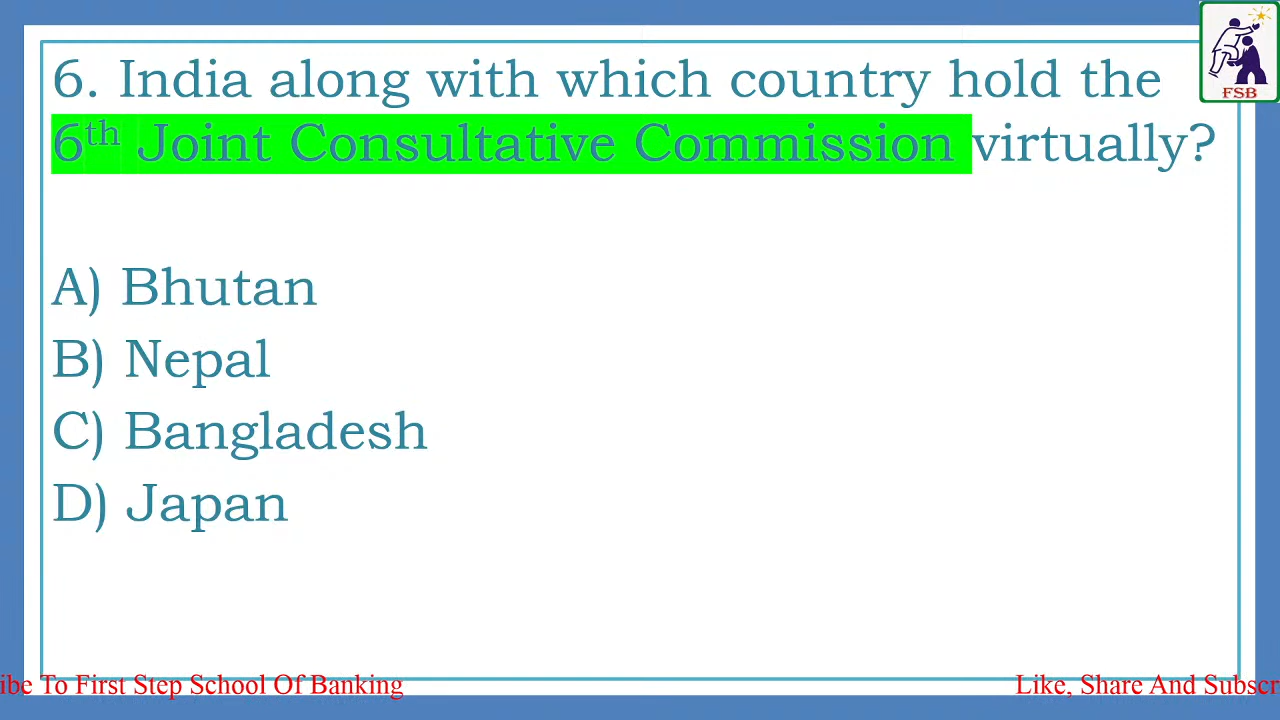 FSB
6. India along with which country hold the
6th Joint Consultative Commission virtually?
A) Bhutan
B) Nepal
C) Bangladesh
D) Japan
ibe To First Step School Of Banking
Like, Share And Subscr